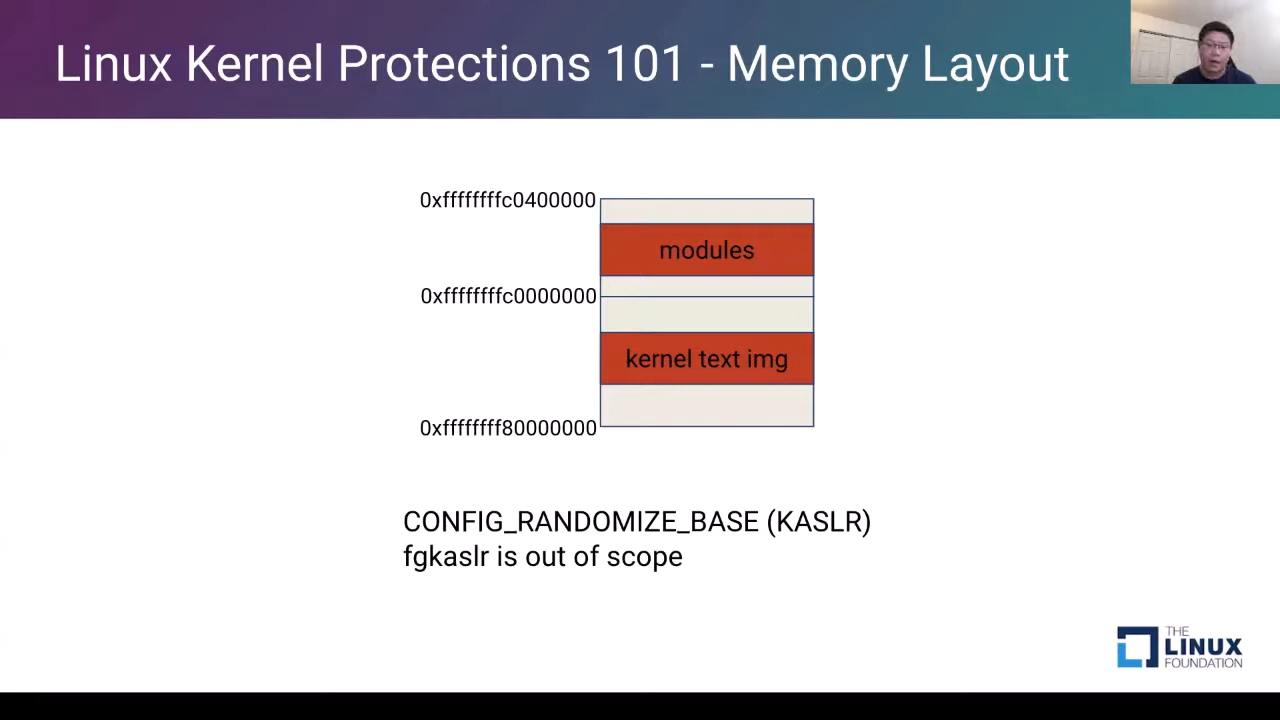 Linux Kernel Protections 101 - Memory Layout
0xffffffffc0400000
modules
0xffffffffc0000000
kernel text img
0xffffffff80000000
CONFIG_RANDOMIZE_BASE (KASLR)
fgkaslr is out of scope
THE
LINUX
FOUNDATION